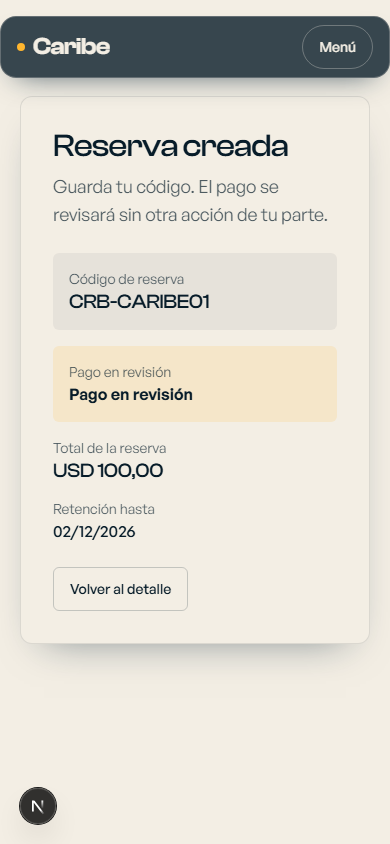 Caribe
Menú
Reserva creada
Guarda tu código. El pago se
revisará sin otra acción de tu parte.
Código de reserva
CRB-CARIBE01
Pago en revisión
Pago en revisión
Total de la reserva
USD 100,00
Retención hasta
02/12/2026
Volver al detalle
N